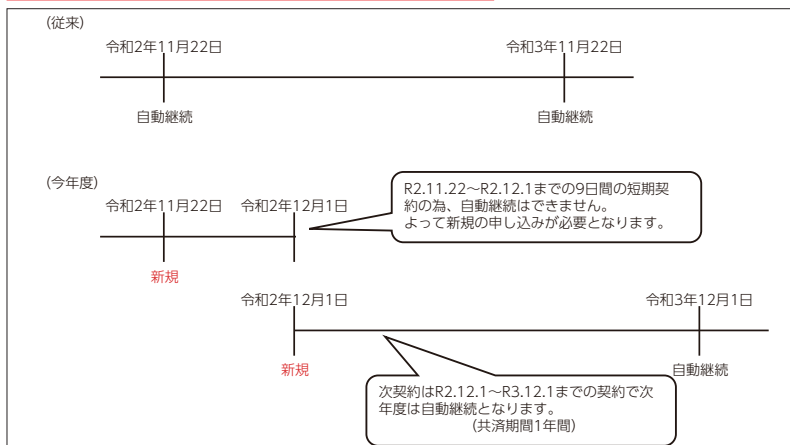 (従来)
令和2年11月22日 令和3年11月22日
自動継続 自動継続
(今年度)
令和2年11月22日 令和2年12月1日
R2.11.22～R2.12.1までの9日間の短期契
約の為、自動継続はできません。
よって新規の申し込みが必要となります。
新規
令和2年12月1日 令和3年12月1日
新規 自動継続
次契約はR2.12.1～R3.12.1までの契約で次
年度は自動継続となります。
(共済期間1年間)